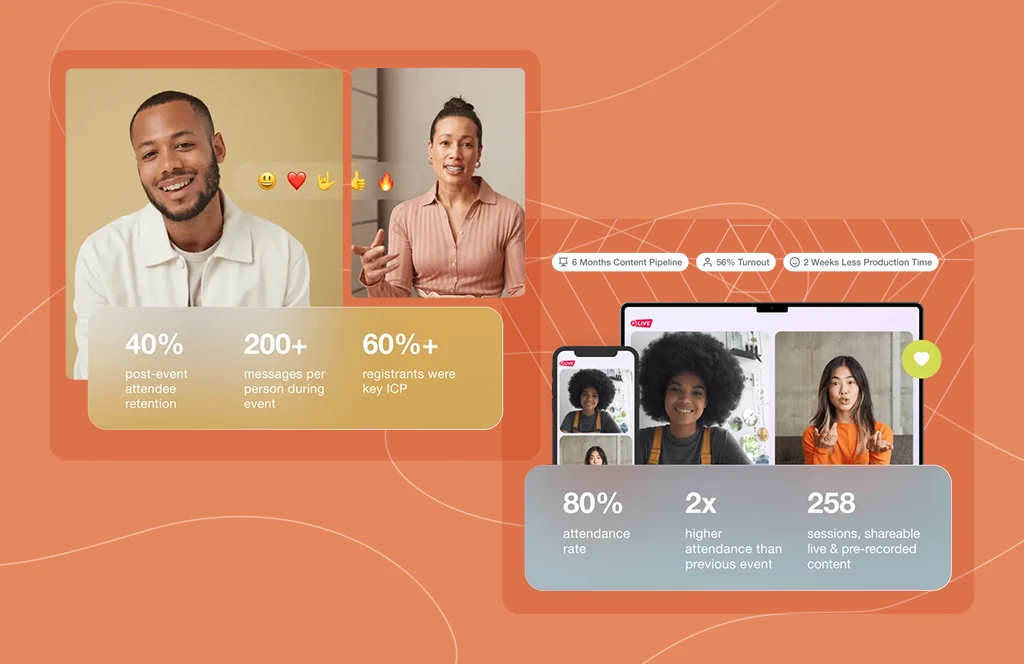 40%
post-event
attendee
retention
200+
messages per
person during
event
60%+
registrants were
key ICP
6 Months Content Pipeline
56% Turnout
2 Weeks Less Production Time
LIVE
LIVE
80%
attendance
rate
2x
higher
attendance than
previous event
258
sessions, shareable
live & pre-recorded
content